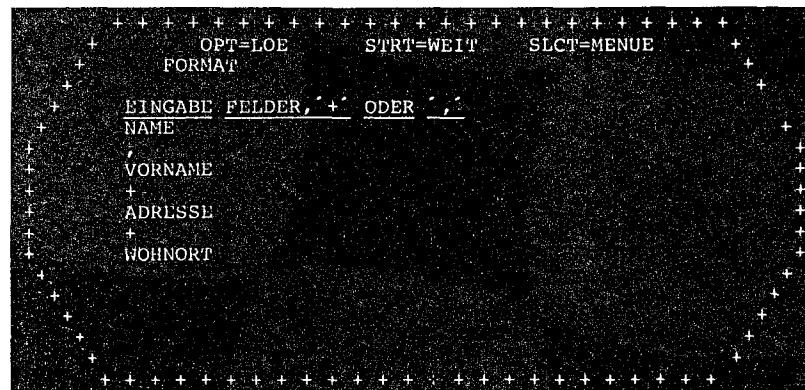 OPT=LOE STRT=WEIT SLCT=MENUE
FORMAT
EINGABE FELDER,´+´ ODER ´,´
NAME
,
VORNAME
+
ADRESSE
+
WOHNORT